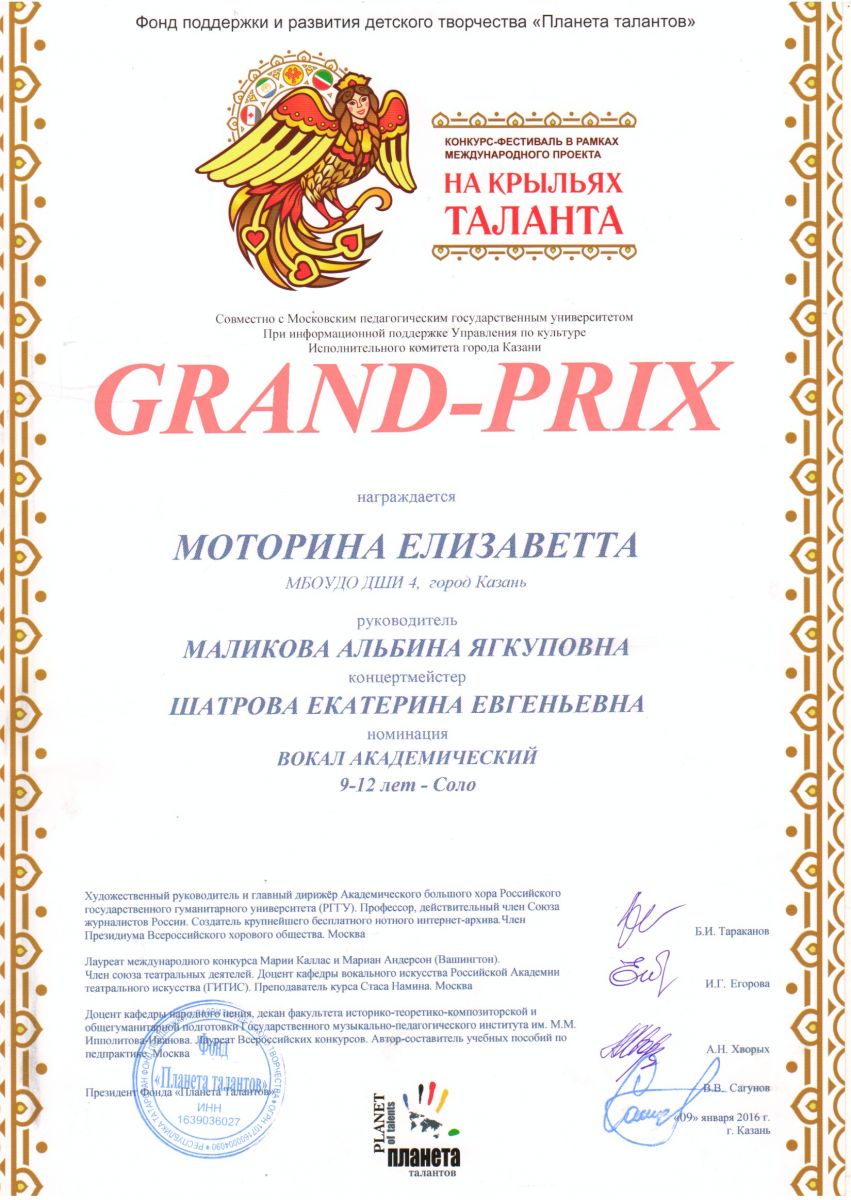 Фонд поддержки и развития детского творчества «Планета талантов»
КОНКУРС-ФЕСТИВАЛЬ В РАМКАХ
МЕЖДУНАРОДНОГО ПРОЕКТА
НА КРЫЛЬЯХ
ТАЛАНТА
Совместно с Московским педагогическим государственным университетом
При информационной поддержке Управления по культуре
Исполнительного комитета города Казани
GRAND-PRIX
награждается
МОТОРИНА ЕЛИЗАВЕТТА
МБОУДО ДШИ 4, город Казань
руководитель
МАЛИКОВА АЛЬБИНА ЯГКУПОВНА
концертмейстер
ШАТРОВА ЕКАТЕРИНА ЕВГЕНЬЕВНА
номинация
ВОКАЛ АКАДЕМИЧЕСКИЙ
9-12 лет - Соло
Художественный руководитель и главный дирижёр Академического большого хора Российского
государственного гуманитарного университета (РГГУ). Профессор, действительный член Союза
журналистов России. Создатель крупнейшего бесплатного нотного интернет-архива.Член
Президиума Всероссийского хорового общества. Москва
Б.И. Тараканов
Лауреат международного конкурса Марии Каллас и Мариан Андерсон (Вашингтон).
Член союза театральных деятелей. Доцент кафедры вокального искусства Российской Академии
театрального искусства (ГИТИС). Преподаватель курса Стаса Намина. Москва
И.Г. Егорова
Доцент кафедры народного пения, декан факультета историко-теоретико-композиторской и
общегуманитарной подготовки Государственного музыкально-педагогического института им. М.М.
Ипполитова-Иванова. Лауреат Всероссийских конкурсов. Автор-составитель учебных пособий по
педпрактике. Москва
А.Н. Хворых
Президент Фонда «Планета Талантов»
В.В. Сагунов
«09» января 2016 г.
г. Казань
Фонд
«Планета талантов»
ИНН
1639036027
PLANET
of talents
планета
талантов